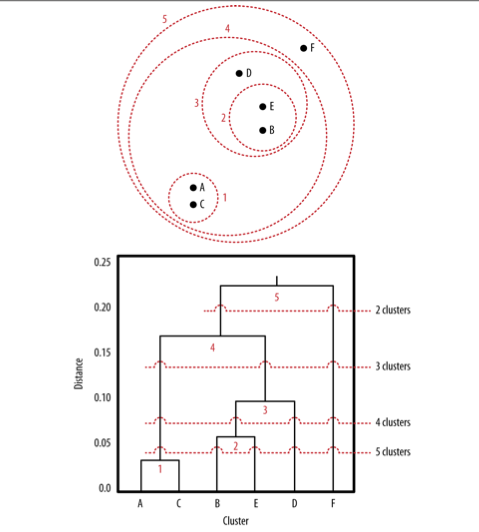 5
4
F
D
3
E
2
B
A
1
C
0.25
0.20
0.15
0.10
0.05
0.0
Distance
5
2 clusters
4
3 clusters
3
4 clusters
2
5 clusters
1
A C B E D F
Cluster